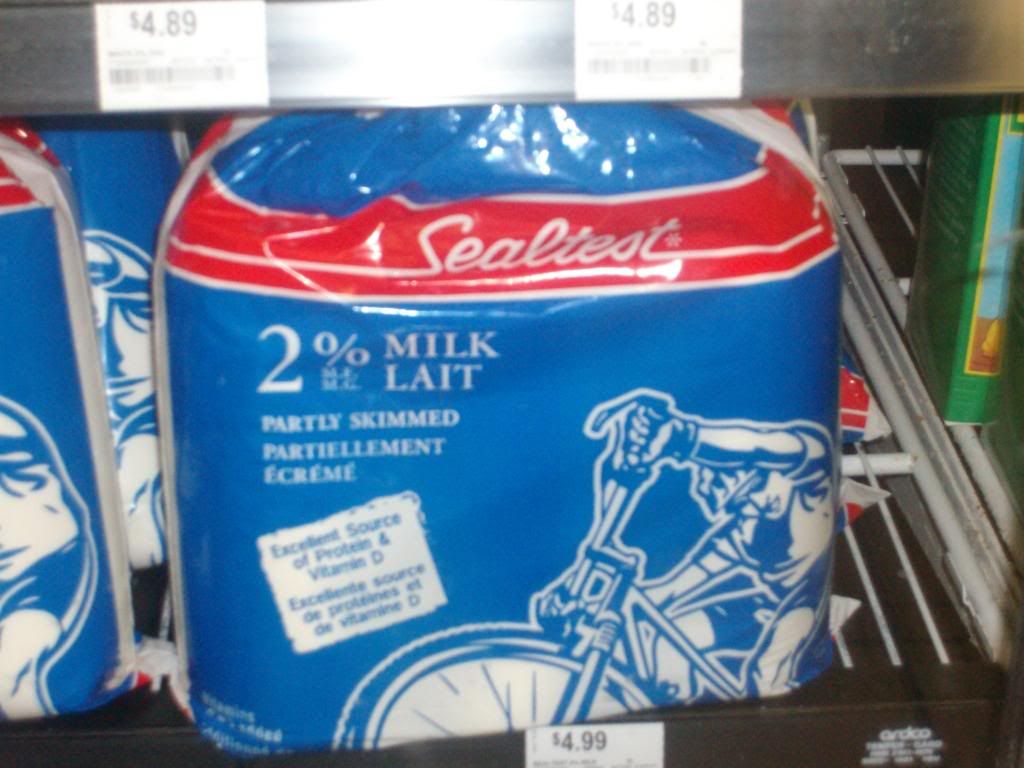 $4.89
$4.89
Sealtest*
2% MILK
M.F.
M.G. LAIT
PARTLY SKIMMED
PARTIELLEMENT
ÉCRÉMÉ
Excellent Source
of Protein &
Vitamin D
Excellente source
de protéines et
de vitamine D
$4.99
ardco